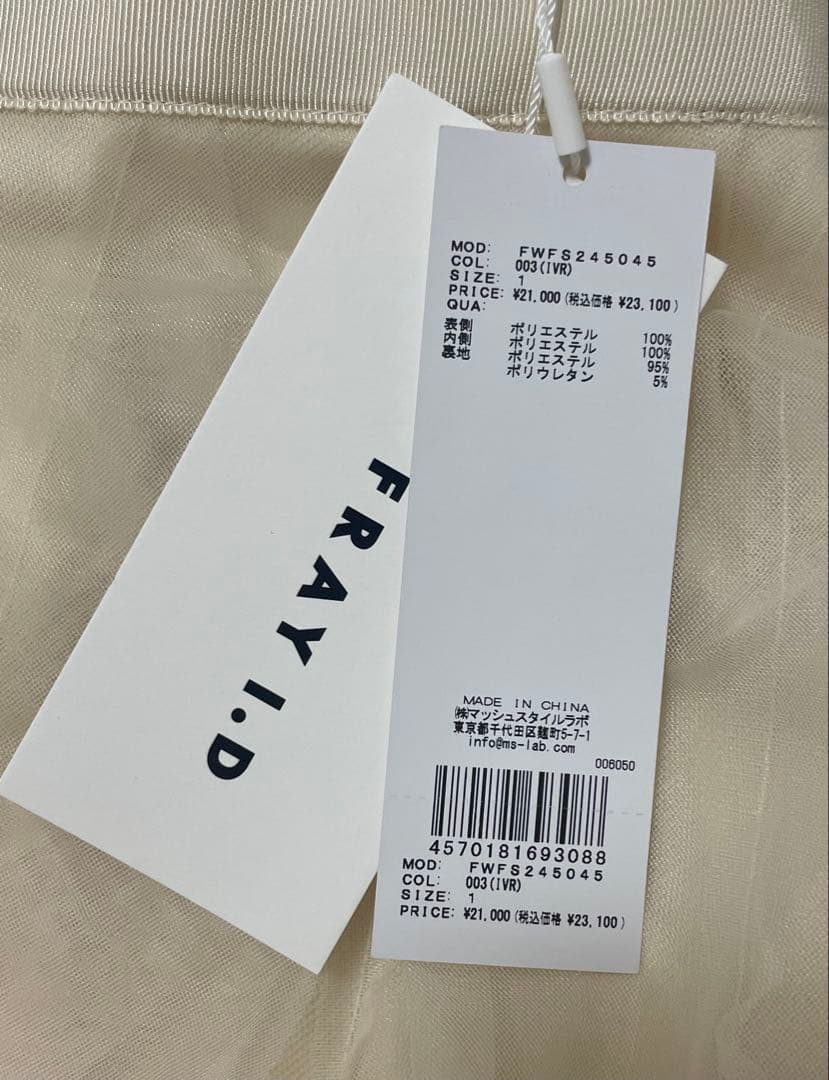 FRAY I.D
MOD: FWFS245045
COL: 003(IVR)
SIZE: 1
PRICE: ¥21,000(税込価格 ¥23,100)
QUA:
表側 ポリエステル 100%
内側 ポリエステル 100%
裏地 ポリエステル 95%
ポリウレタン 5%
MADE IN CHINA
㈱マッシュスタイルラボ
東京都千代田区麹町5-7-1
info@ms-lab.com
006050
4570181693088
MOD: FWFS245045
COL: 003(IVR)
SIZE: 1
PRICE: ¥21,000(税込価格 ¥23,100)